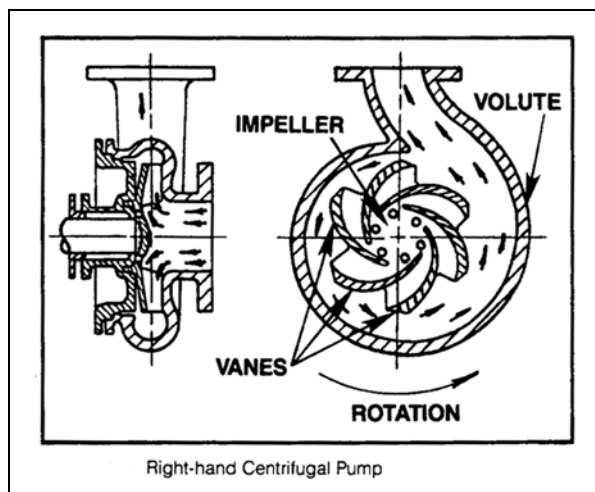 VOLUTE
IMPELLER
VANES
ROTATION
Right-hand Centrifugal Pump